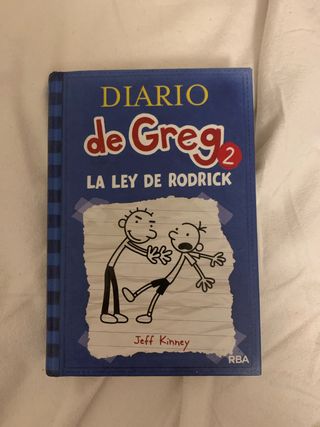 DIARIO
de Greg 2
LA LEY DE RODRICK
Jeff Kinney
RBA